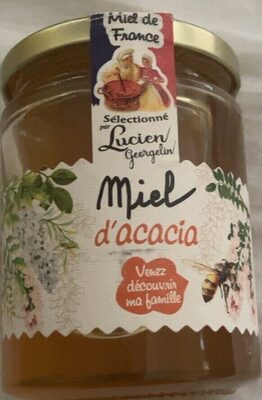 Miel de
France
Sélectionné
par Lucien
Georgelin
Miel
d'acacia
Venez
découvrir
ma famille